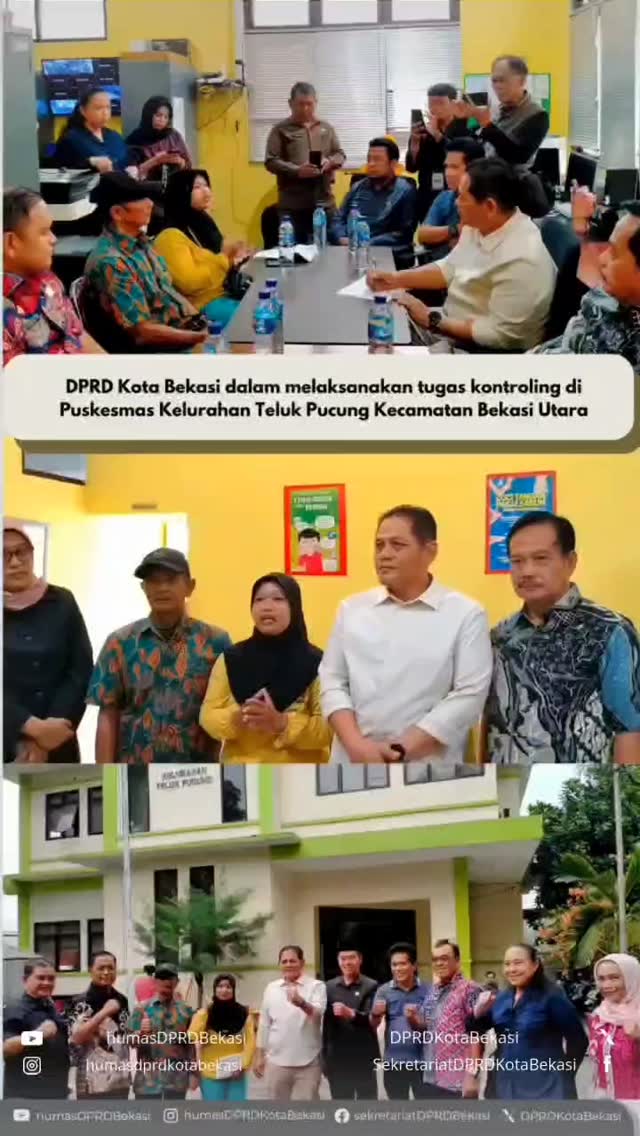 DPRD Kota Bekasi dalam melaksanakan tugas kontroling di
Puskesmas Kelurahan Teluk Pucung Kecamatan Bekasi Utara
KELURAHAN
TELUK PUCUNG
humasDPRDBekasi
DPRDKotaBekasi
humasdprdkotabekasi
SekretariatDPRDKotaBekasi
humasDPRDBekasi
humasDPRDKotaBekasi
sekretariatDPRDBekasi
DPRDKOTABekasi